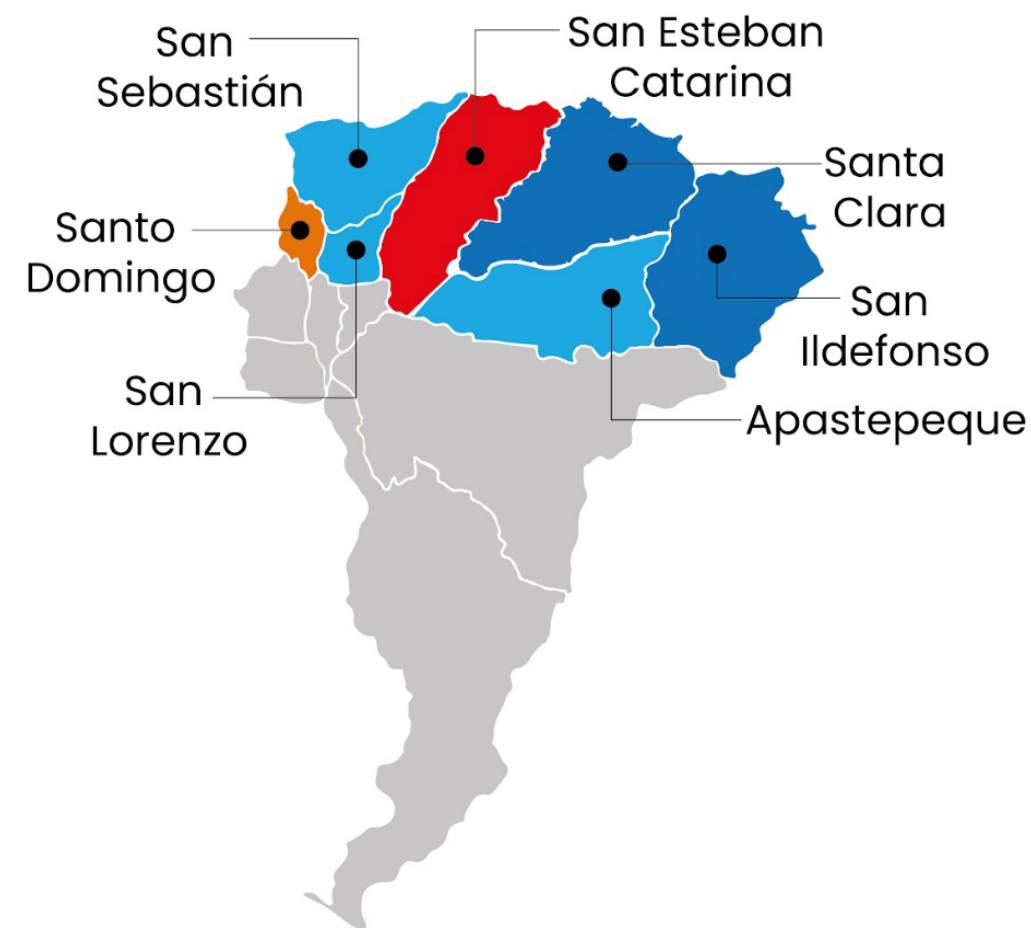 San
Sebastián
San Esteban
Catarina
Santa
Clara
Santo
Domingo
San
Ildefonso
San
Lorenzo
Apastepeque